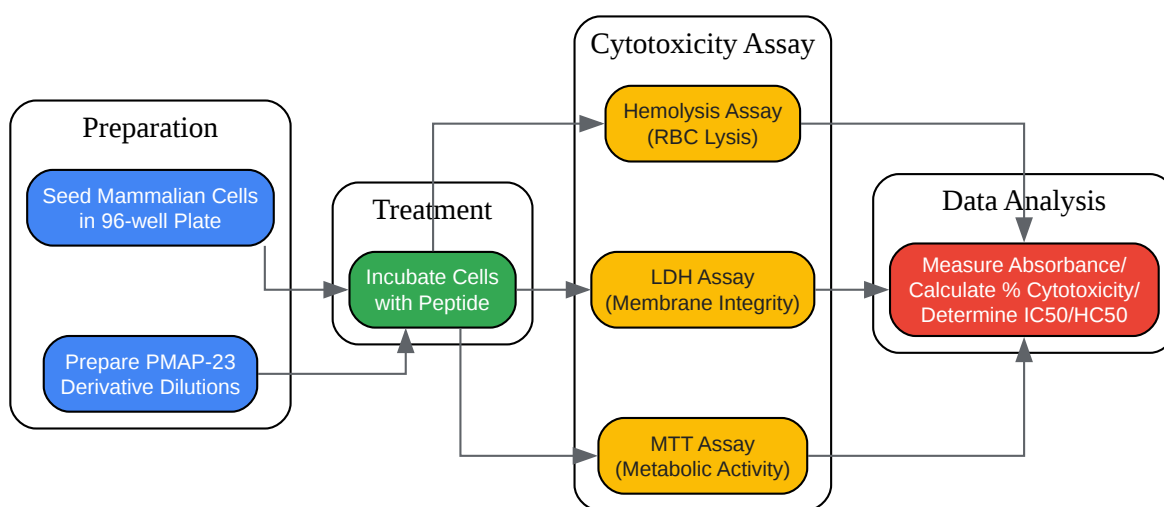 Preparation
Seed Mammalian Cells
in 96-well Plate
Prepare PMAP-23
Derivative Dilutions
Treatment
Incubate Cells
with Peptide
Cytotoxicity Assay
Hemolysis Assay
(RBC Lysis)
LDH Assay
(Membrane Integrity)
MTT Assay
(Metabolic Activity)
Data Analysis
Measure Absorbance/
Calculate % Cytotoxicity/
Determine IC50/HC50